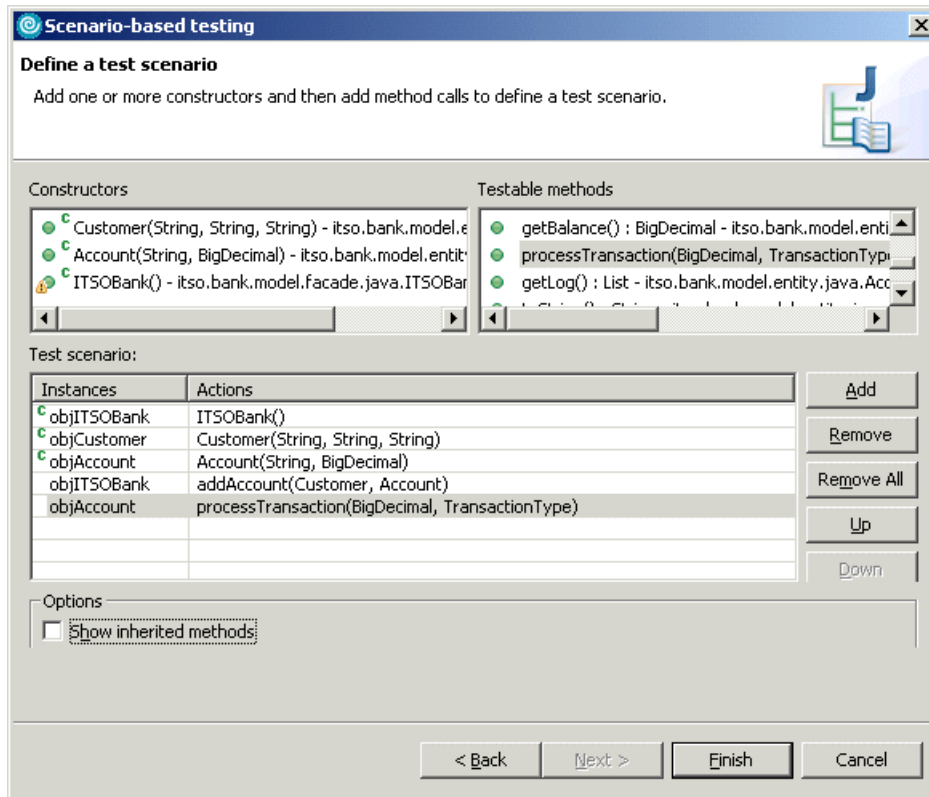 Scenario-based testing
Define a test scenario
Add one or more constructors and then add method calls to define a test scenario.
Constructors
Testable methods
Customer(String, String, String) - itso.bank.model.e
Account(String, BigDecimal) - itso.bank.model.entit
ITSOBank() - itso.bank.model.facade.java.ITSOBar
getBalance() : BigDecimal - itso.bank.model.enti
processTransaction(BigDecimal, TransactionTyp
getLog() : List - itso.bank.model.entity.java.Acc
Test scenario:
Instances Actions
objITSOBank ITSOBank()
objCustomer Customer(String, String, String)
objAccount Account(String, BigDecimal)
objITSOBank addAccount(Customer, Account)
objAccount processTransaction(BigDecimal, TransactionType)
Add
Remove
Remove All
Up
Down
Options
Show inherited methods
< Back
Next >
Finish
Cancel